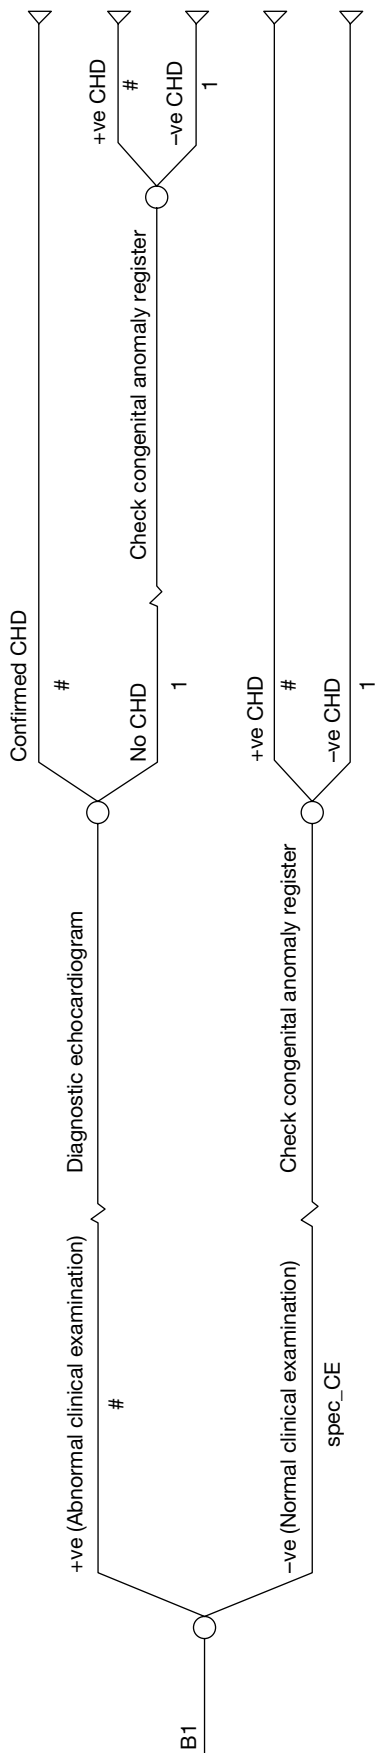 B1
+ve (Abnormal clinical examination)
#
Diagnostic echocardiogram
Confirmed CHD
#
No CHD
1
Check congenital anomaly register
+ve CHD
#
–ve CHD
1
–ve (Normal clinical examination)
spec_CE
Check congenital anomaly register
+ve CHD
#
–ve CHD
1